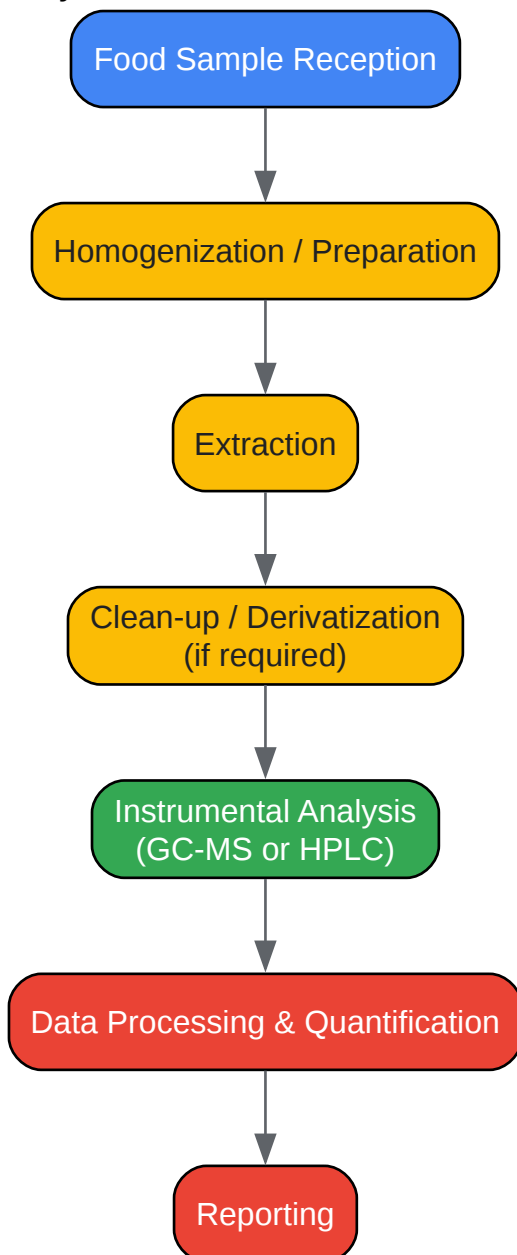 Food Sample Reception
Homogenization / Preparation
Extraction
Clean-up / Derivatization
(if required)
Instrumental Analysis
(GC-MS or HPLC)
Data Processing & Quantification
Reporting